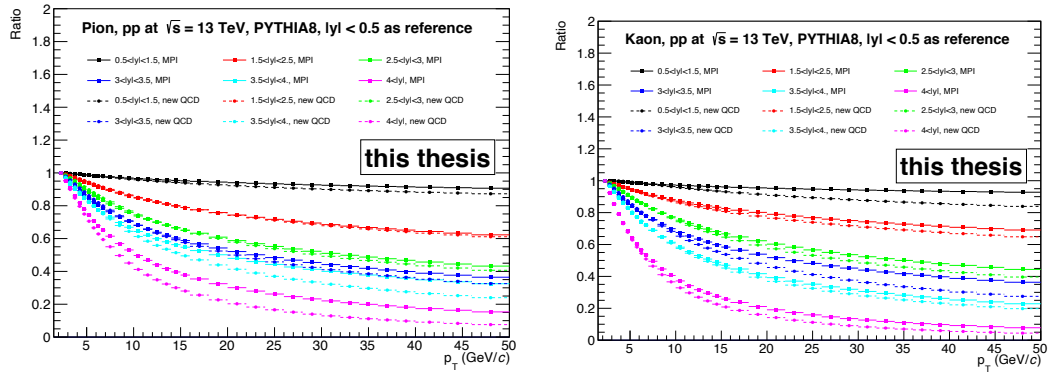 Ratio
Pion, pp at √s = 13 TeV, PYTHIA8, |y| < 0.5 as reference
0.5<|y|<1.5, MPI 1.5<|y|<2.5, MPI 2.5<|y|<3, MPI
3<|y|<3.5, MPI 3.5<|y|<4., MPI 4<|y|, MPI
0.5<|y|<1.5, new QCD 1.5<|y|<2.5, new QCD 2.5<|y|<3, new QCD
3<|y|<3.5, new QCD 3.5<|y|<4., new QCD 4<|y|, new QCD
this thesis
2
1.8
1.6
1.4
1.2
1
0.8
0.6
0.4
0.2
0
5 10 15 20 25 30 35 40 45 50
p_T (GeV/c)
Ratio
Kaon, pp at √s = 13 TeV, PYTHIA8, |y| < 0.5 as reference
0.5<|y|<1.5, MPI 1.5<|y|<2.5, MPI 2.5<|y|<3, MPI
3<|y|<3.5, MPI 3.5<|y|<4., MPI 4<|y|, MPI
0.5<|y|<1.5, new QCD 1.5<|y|<2.5, new QCD 2.5<|y|<3, new QCD
3<|y|<3.5, new QCD 3.5<|y|<4., new QCD 4<|y|, new QCD
this thesis
2
1.8
1.6
1.4
1.2
1
0.8
0.6
0.4
0.2
0
5 10 15 20 25 30 35 40 45 50
p_T (GeV/c)